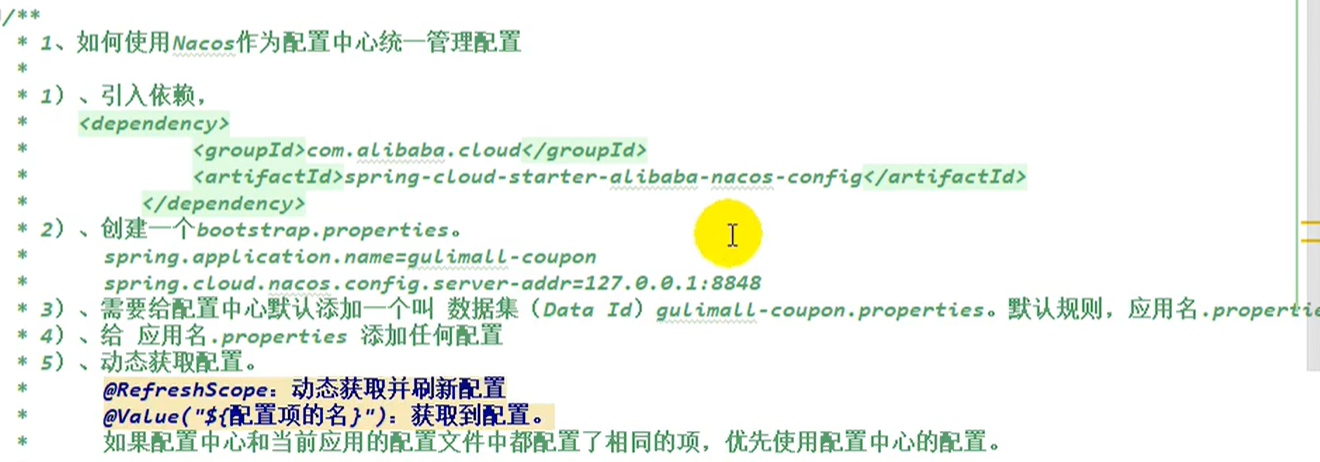 /**
* 1、如何使用Nacos作为配置中心统一管理配置
*
* 1）、引入依赖，
* <dependency>
* <groupId>com.alibaba.cloud</groupId>
* <artifactId>spring-cloud-starter-alibaba-nacos-config</artifactId>
* </dependency>
* 2）、创建一个bootstrap.properties。
* spring.application.name=gulimall-coupon
* spring.cloud.nacos.config.server-addr=127.0.0.1:8848
* 3）、需要给配置中心默认添加一个叫 数据集（Data Id）gulimall-coupon.properties。默认规则，应用名.propertie
* 4）、给 应用名.properties 添加任何配置
* 5）、动态获取配置。
* @RefreshScope：动态获取并刷新配置
* @Value("${配置项的名}")：获取到配置。
* 如果配置中心和当前应用的配置文件中都配置了相同的项，优先使用配置中心的配置。